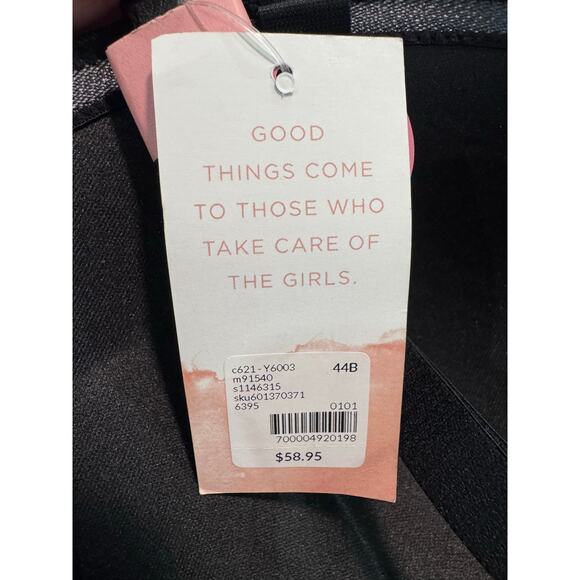 GOOD
THINGS COME
TO THOSE WHO
TAKE CARE OF
THE GIRLS.
c621-Y6003 44B
m91540
s1146315
sku601370371
6395 0101
700004920198
$58.95